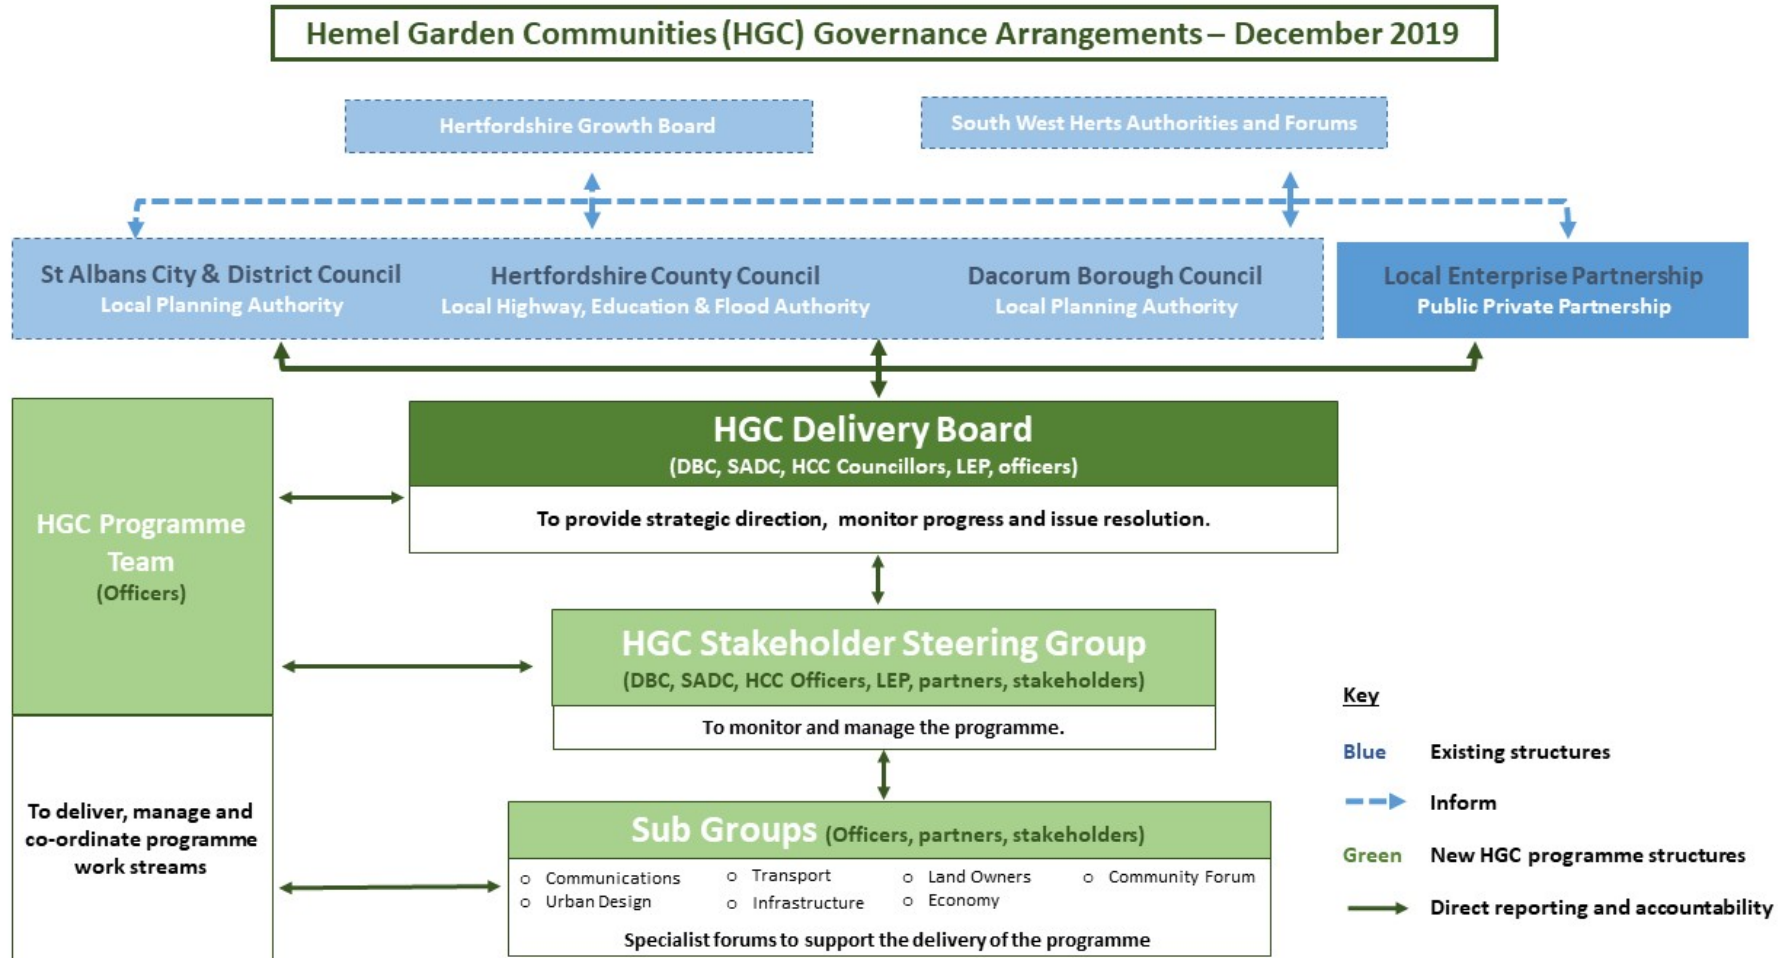 Hemel Garden Communities (HGC) Governance Arrangements – December 2019
Hertfordshire Growth Board
South West Herts Authorities and Forums
St Albans City & District Council
Local Planning Authority
Hertfordshire County Council
Local Highway, Education & Flood Authority
Dacorum Borough Council
Local Planning Authority
Local Enterprise Partnership
Public Private Partnership
HGC Programme
Team
(Officers)
To deliver, manage and
co-ordinate programme
work streams
HGC Delivery Board
(DBC, SADC, HCC Councillors, LEP, officers)
To provide strategic direction, monitor progress and issue resolution.
HGC Stakeholder Steering Group
(DBC, SADC, HCC Officers, LEP, partners, stakeholders)
To monitor and manage the programme.
Sub Groups (Officers, partners, stakeholders)
o Communications
o Urban Design
o Transport
o Infrastructure
o Land Owners
o Economy
o Community Forum
Specialist forums to support the delivery of the programme
Key
Blue Existing structures
Inform
Green New HGC programme structures
Direct reporting and accountability